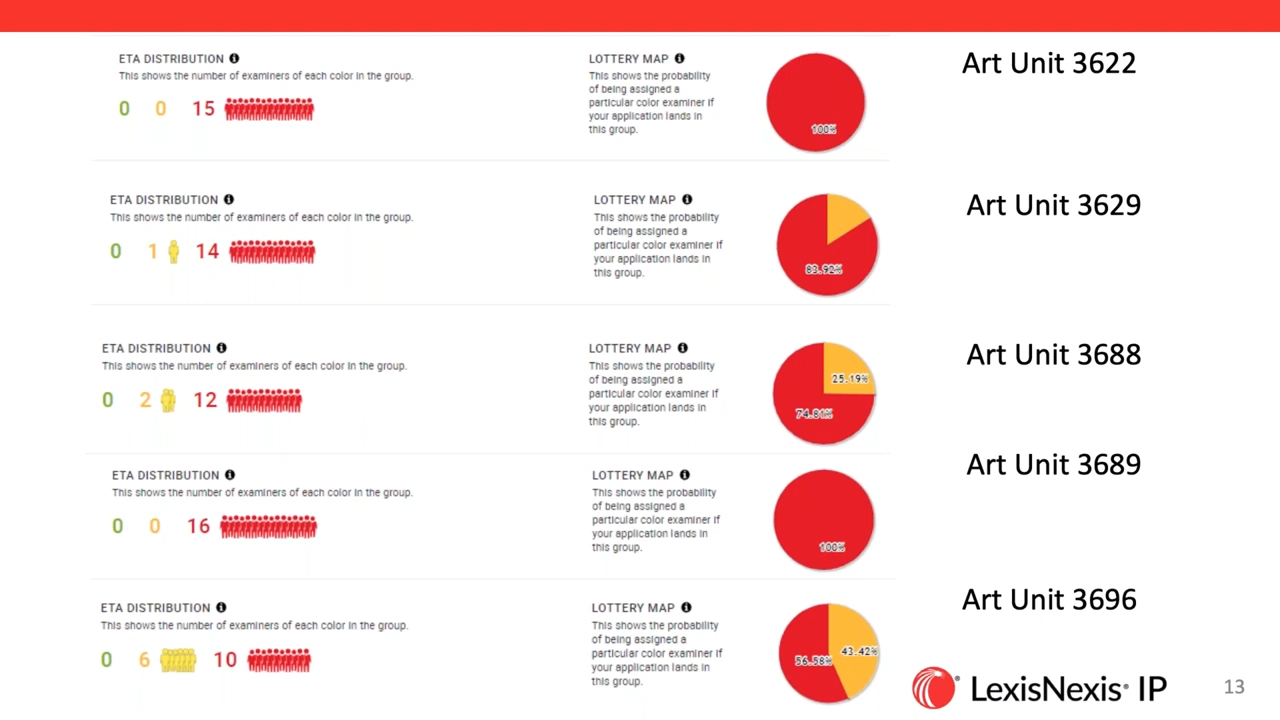 ETA DISTRIBUTION
This shows the number of examiners of each color in the group.
0 0 15
LOTTERY MAP
This shows the probability
of being assigned a
particular color examiner if
your application lands in
this group.
100%
Art Unit 3622
ETA DISTRIBUTION
This shows the number of examiners of each color in the group.
0 1 14
LOTTERY MAP
This shows the probability
of being assigned a
particular color examiner if
your application lands in
this group.
83.92%
Art Unit 3629
ETA DISTRIBUTION
This shows the number of examiners of each color in the group.
0 2 12
LOTTERY MAP
This shows the probability
of being assigned a
particular color examiner if
your application lands in
this group.
25.19%
74.81%
Art Unit 3688
ETA DISTRIBUTION
This shows the number of examiners of each color in the group.
0 0 16
LOTTERY MAP
This shows the probability
of being assigned a
particular color examiner if
your application lands in
this group.
100%
Art Unit 3689
ETA DISTRIBUTION
This shows the number of examiners of each color in the group.
0 6 10
LOTTERY MAP
This shows the probability
of being assigned a
particular color examiner if
your application lands in
this group.
43.42%
56.58%
Art Unit 3696
LexisNexis® IP
13